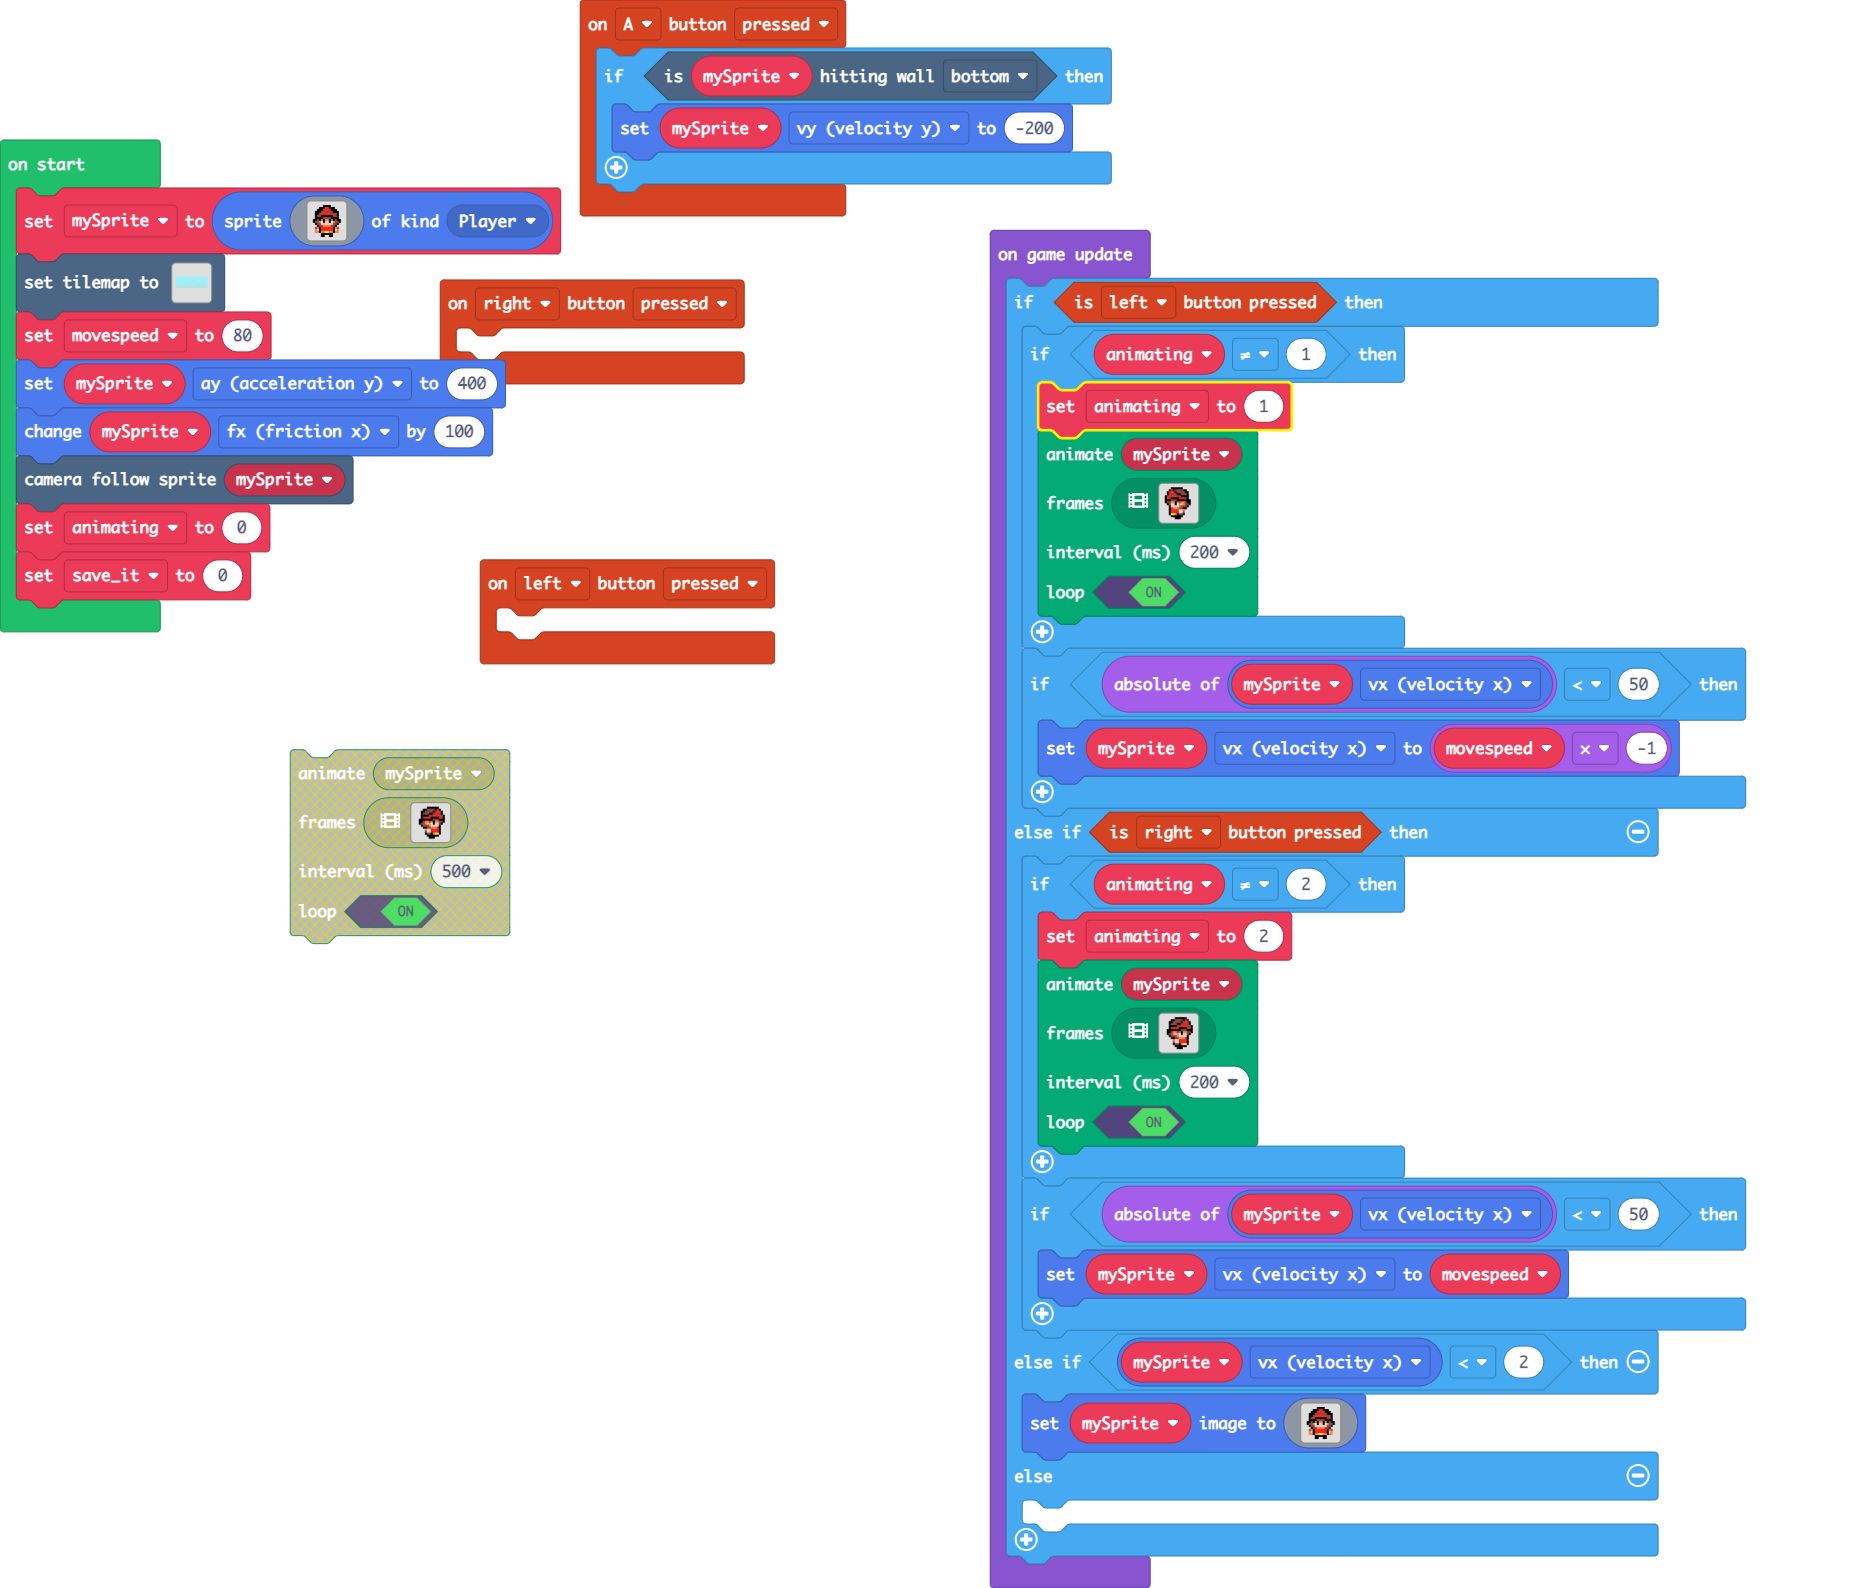 on A button pressed
if is mySprite hitting wall bottom then
set mySprite vy (velocity y) to -200
on start
set mySprite to sprite of kind Player
set tilemap to
set movespeed to 80
set mySprite ay (acceleration y) to 400
change mySprite fx (friction x) by 100
camera follow sprite mySprite
set animating to 0
set save_it to 0
on right button pressed
on left button pressed
animate mySprite
frames
interval (ms) 500
loop ON
on game update
if is left button pressed then
if animating ≠ 1 then
set animating to 1
animate mySprite
frames
interval (ms) 200
loop ON
if absolute of mySprite vx (velocity x) < 50 then
set mySprite vx (velocity x) to movespeed x -1
else if is right button pressed then
if animating ≠ 2 then
set animating to 2
animate mySprite
frames
interval (ms) 200
loop ON
if absolute of mySprite vx (velocity x) < 50 then
set mySprite vx (velocity x) to movespeed
else if mySprite vx (velocity x) < 2 then
set mySprite image to
else